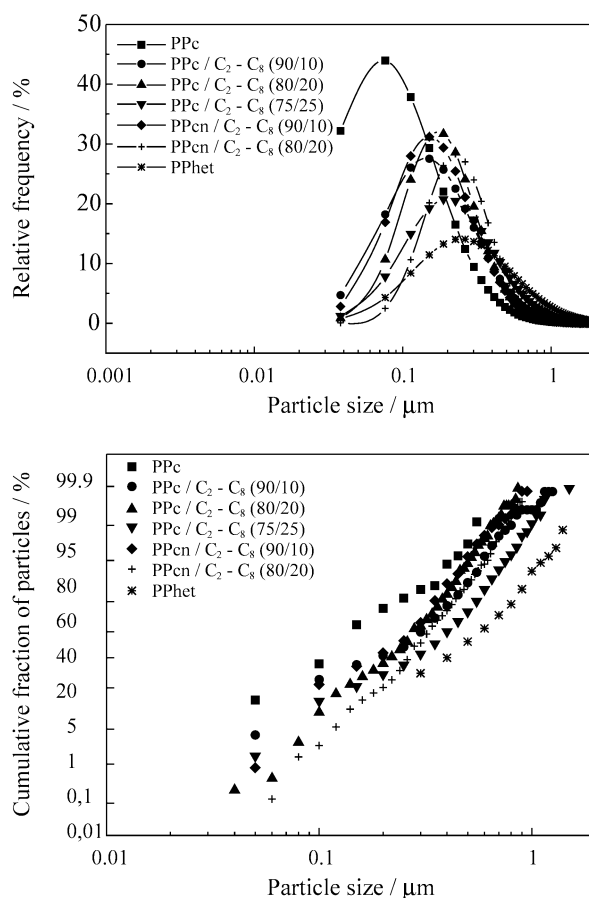 Relative frequency / %
50
40
30
20
10
0
PPc
PPc / C₂ - C₈ (90/10)
PPc / C₂ - C₈ (80/20)
PPc / C₂ - C₈ (75/25)
PPcn / C₂ - C₈ (90/10)
PPcn / C₂ - C₈ (80/20)
PPhet
0.001 0.01 0.1 1
Particle size / μm
Cumulative fraction of particles / %
99.9
99
95
80
60
40
20
5
1
0,1
0,01
PPc
PPc / C₂ - C₈ (90/10)
PPc / C₂ - C₈ (80/20)
PPc / C₂ - C₈ (75/25)
PPcn / C₂ - C₈ (90/10)
PPcn / C₂ - C₈ (80/20)
PPhet
0.01 0.1 1
Particle size / μm